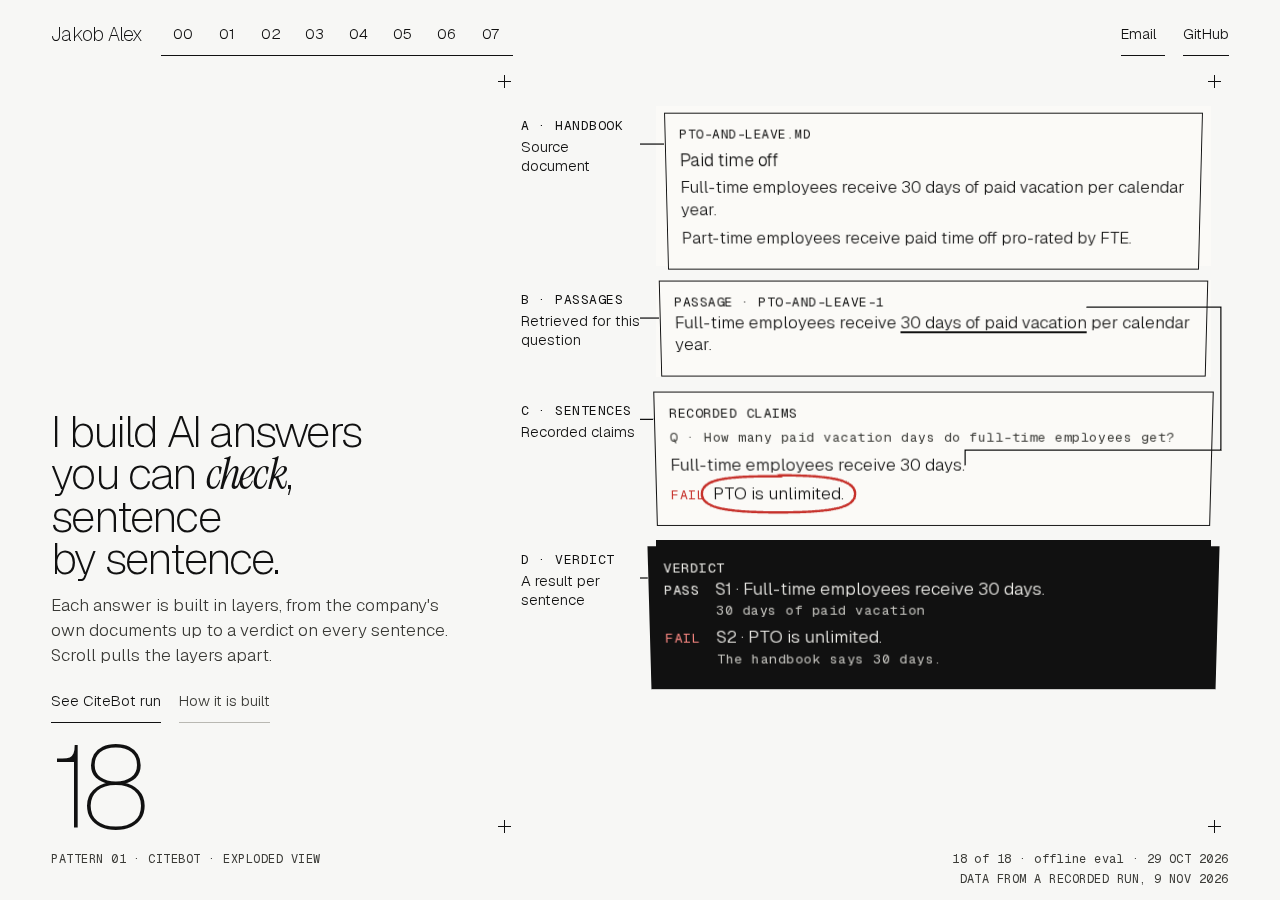 Jakob Alex 00 01 02 03 04 05 06 07 Email GitHub
A · HANDBOOK
Source
document
PTO-AND-LEAVE.MD
Paid time off
Full-time employees receive 30 days of paid vacation per calendar
year.
Part-time employees receive paid time off pro-rated by FTE.
B · PASSAGES
Retrieved for this
question
PASSAGE · PTO-AND-LEAVE-1
Full-time employees receive 30 days of paid vacation per calendar
year.
C · SENTENCES
Recorded claims
RECORDED CLAIMS
Q · How many paid vacation days do full-time employees get?
Full-time employees receive 30 days.
FAIL PTO is unlimited.
D · VERDICT
A result per
sentence
VERDICT
PASS S1 · Full-time employees receive 30 days.
30 days of paid vacation
FAIL S2 · PTO is unlimited.
The handbook says 30 days.
I build AI answers
you can check,
sentence
by sentence.
Each answer is built in layers, from the company's
own documents up to a verdict on every sentence.
Scroll pulls the layers apart.
See CiteBot run How it is built
18
PATTERN 01 · CITEBOT · EXPLODED VIEW
18 of 18 · offline eval · 29 OCT 2026
DATA FROM A RECORDED RUN, 9 NOV 2026